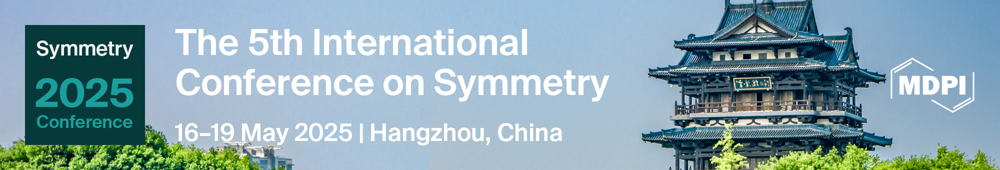 Symmetry
2025
Conference
The 5th International
Conference on Symmetry
16–19 May 2025 | Hangzhou, China
MDPI